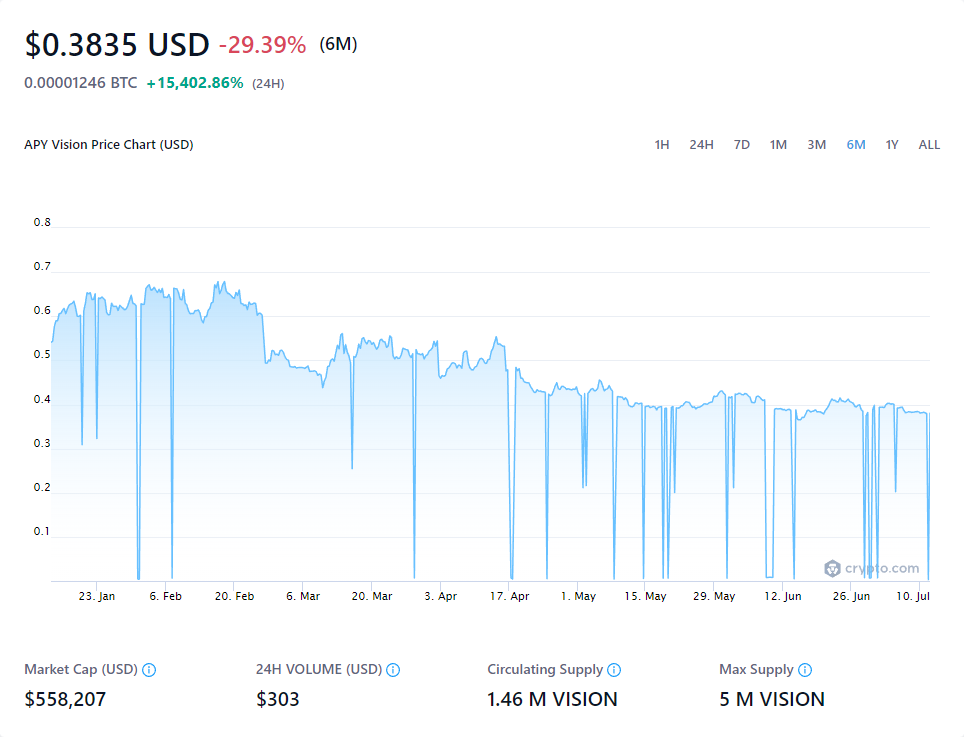 $0.3835 USD -29.39% (6M)
0.00001246 BTC +15,402.86% (24H)
APY Vision Price Chart (USD)
1H 24H 7D 1M 3M 6M 1Y ALL
0.8
0.7
0.6
0.5
0.4
0.3
0.2
0.1
crypto.com
23. Jan 6. Feb 20. Feb 6. Mar 20. Mar 3. Apr 17. Apr 1. May 15. May 29. May 12. Jun 26. Jun 10. Jul
Market Cap (USD) 24H VOLUME (USD) Circulating Supply Max Supply
$558,207 $303 1.46 M VISION 5 M VISION